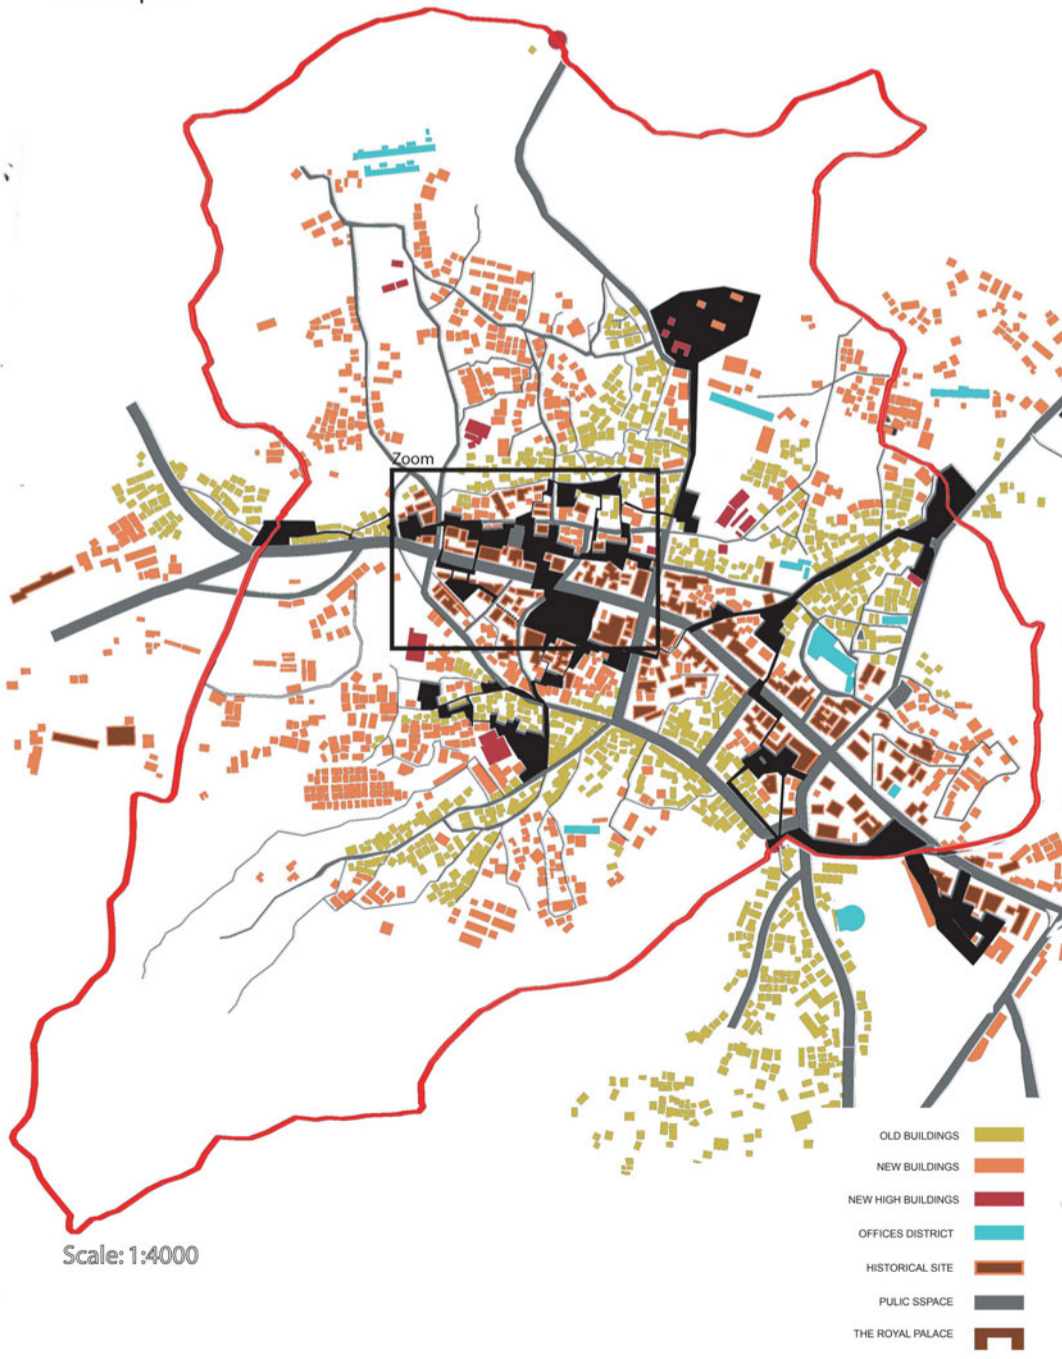 Zoom
OLD BUILDINGS
NEW BUILDINGS
NEW HIGH BUILDINGS
OFFICES DISTRICT
HISTORICAL SITE
PULIC SSPACE
THE ROYAL PALACE
Scale: 1:4000